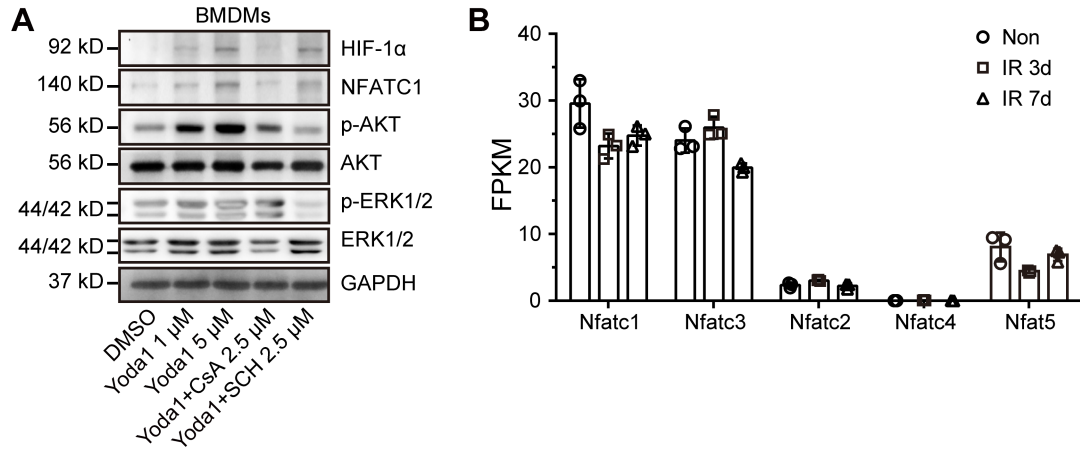 A
BMDMs
92 kD
HIF-1α
140 kD
NFATC1
56 kD
p-AKT
56 kD
AKT
44/42 kD
p-ERK1/2
44/42 kD
ERK1/2
37 kD
GAPDH
DMSO
Yoda1 1 μM
Yoda1 5 μM
Yoda1+CsA 2.5 μM
Yoda1+SCH 2.5 μM
B
FPKM
40
30
20
10
0
Non
IR 3d
IR 7d
Nfatc1
Nfatc3
Nfatc2
Nfatc4
Nfat5